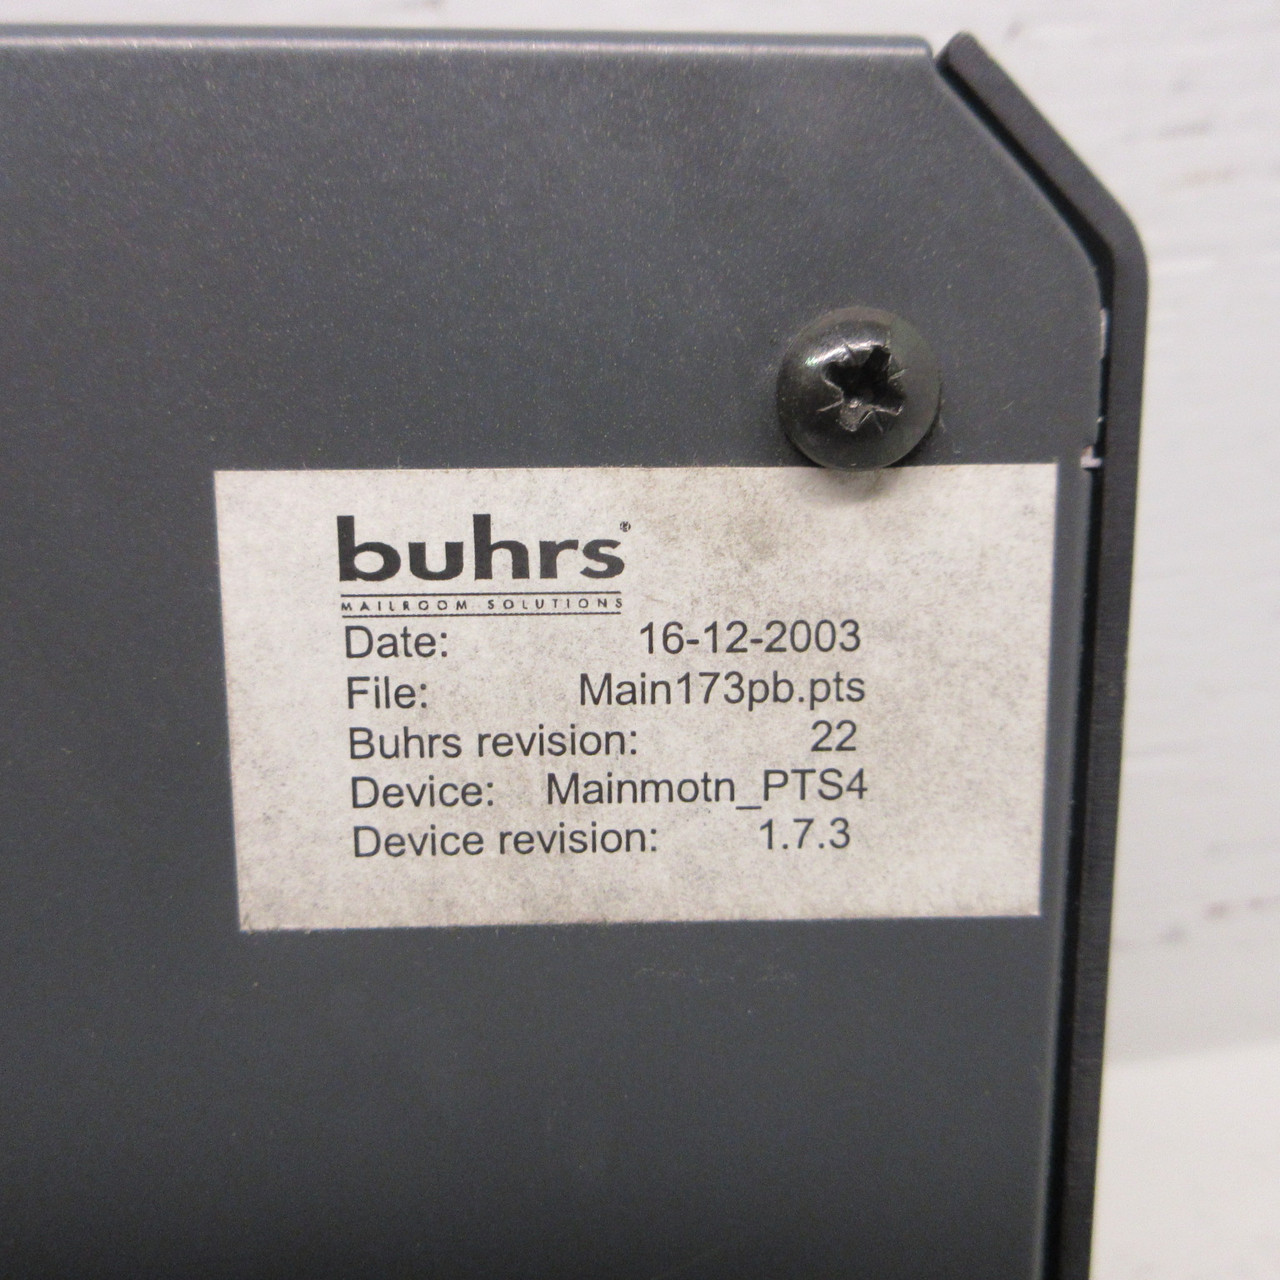 buhrs®
MAILROOM SOLUTIONS
Date: 16-12-2003
File: Main173pb.pts
Buhrs revision: 22
Device: Mainmotn_PTS4
Device revision: 1.7.3